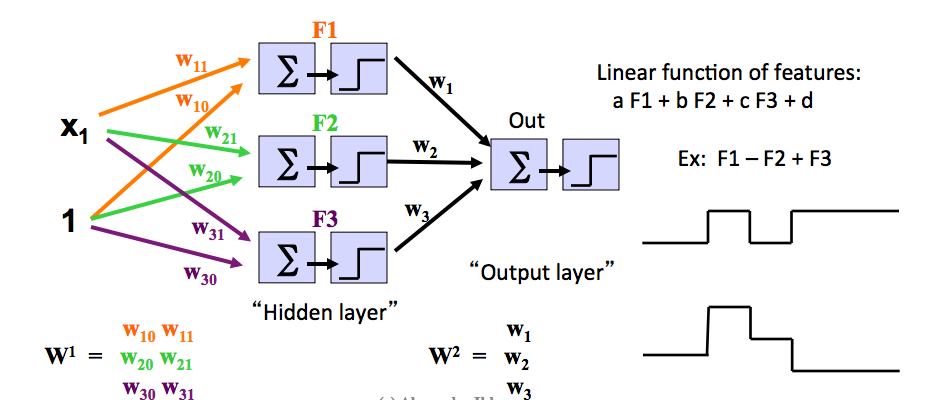 F1
w11
w10
w1
Linear function of features:
a F1 + b F2 + c F3 + d
x1
F2
w21
w20
w2
Out
Ex: F1 – F2 + F3
1
F3
w31
w30
w3
“Output layer”
“Hidden layer”
W1 =
w10 w11
w20 w21
w30 w31
W2 =
w1
w2
w3